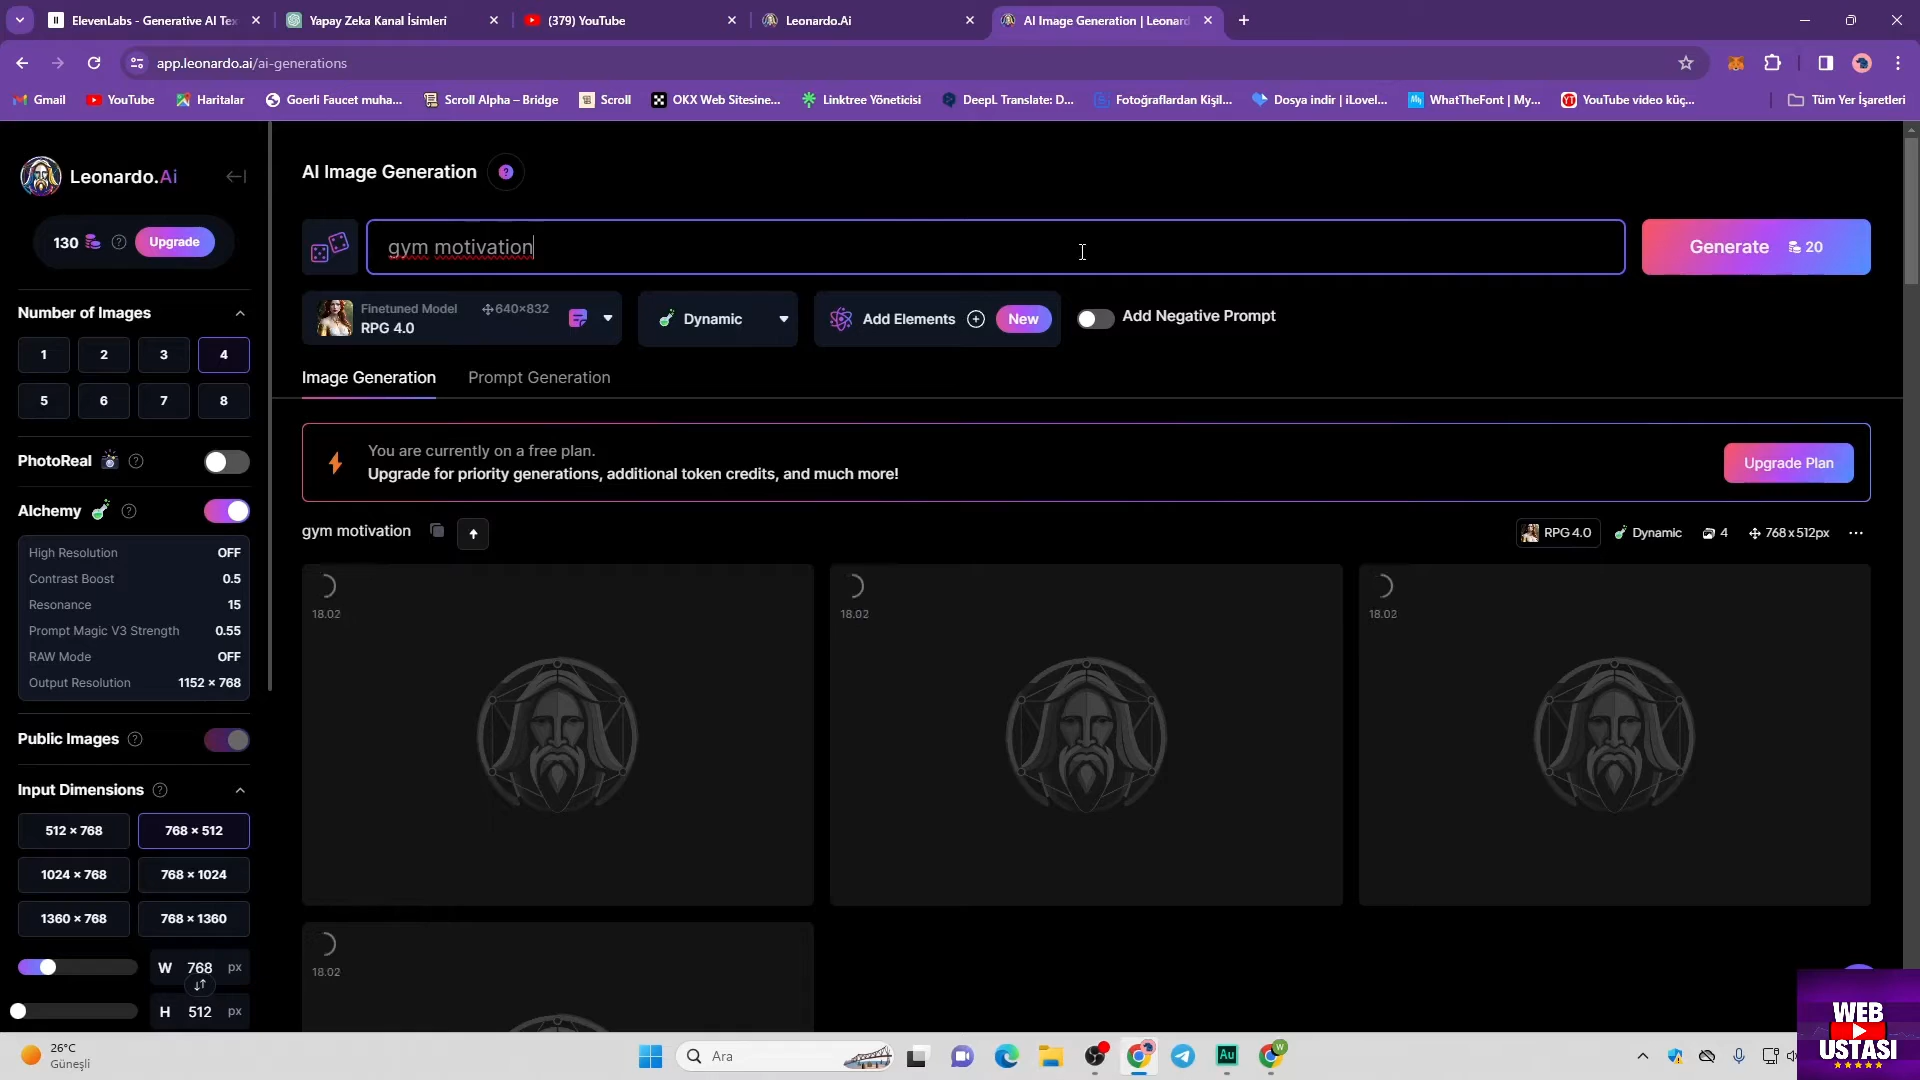 ElevenLabs - Generative AI Tex
Yapay Zeka Kanal İsimleri
(379) YouTube
Leonardo.Ai
AI Image Generation | Leonard
app.leonardo.ai/ai-generations
Gmail
YouTube
Haritalar
Goerli Faucet muha...
Scroll Alpha – Bridge
Scroll
OKX Web Sitesine...
Linktree Yöneticisi
DeepL Translate: D...
Fotoğraflardan Kişil...
Dosya indir | iLovel...
WhatTheFont | My...
YouTube video küç...
Tüm Yer İşaretleri
Leonardo.Ai
130
Upgrade
Number of Images
1 2 3 4
5 6 7 8
PhotoReal
Alchemy
High Resolution OFF
Contrast Boost 0.5
Resonance 15
Prompt Magic V3 Strength 0.55
RAW Mode OFF
Output Resolution 1152 × 768
Public Images
Input Dimensions
512 × 768 768 × 512
1024 × 768 768 × 1024
1360 × 768 768 × 1360
W 768 px
H 512 px
AI Image Generation
gym motivation
Generate 20
Finetuned Model 640×832
RPG 4.0
Dynamic
Add Elements
New
Add Negative Prompt
Image Generation
Prompt Generation
You are currently on a free plan.
Upgrade for priority generations, additional token credits, and much more!
Upgrade Plan
gym motivation
RPG 4.0
Dynamic
4
768 x 512px
18.02
18.02
18.02
18.02
26°C
Güneşli
Ara
Au
W
WEB
USTASI